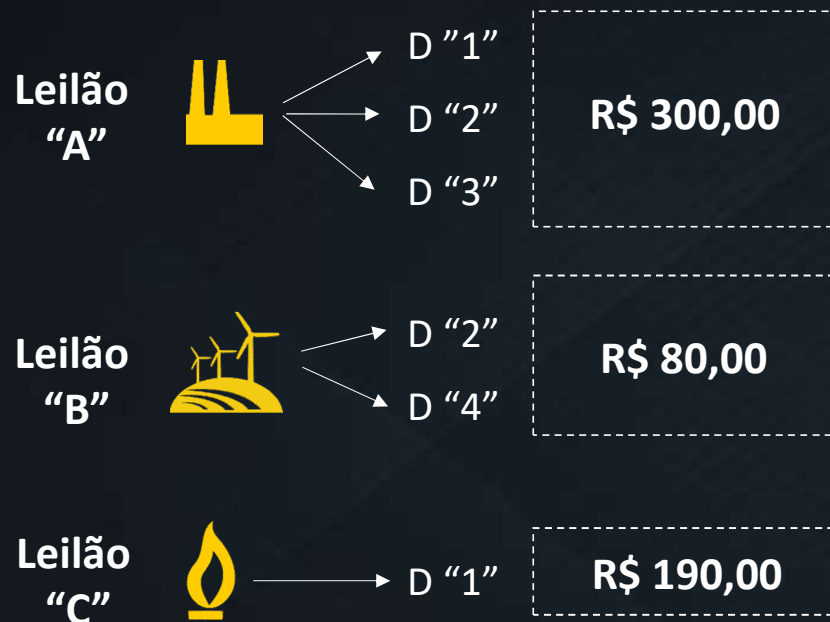 Leilão
“A”
D ”1”
D “2”
D “3”
R$ 300,00
Leilão
“B”
D “2”
D “4”
R$ 80,00
Leilão
“C”
D “1”
R$ 190,00